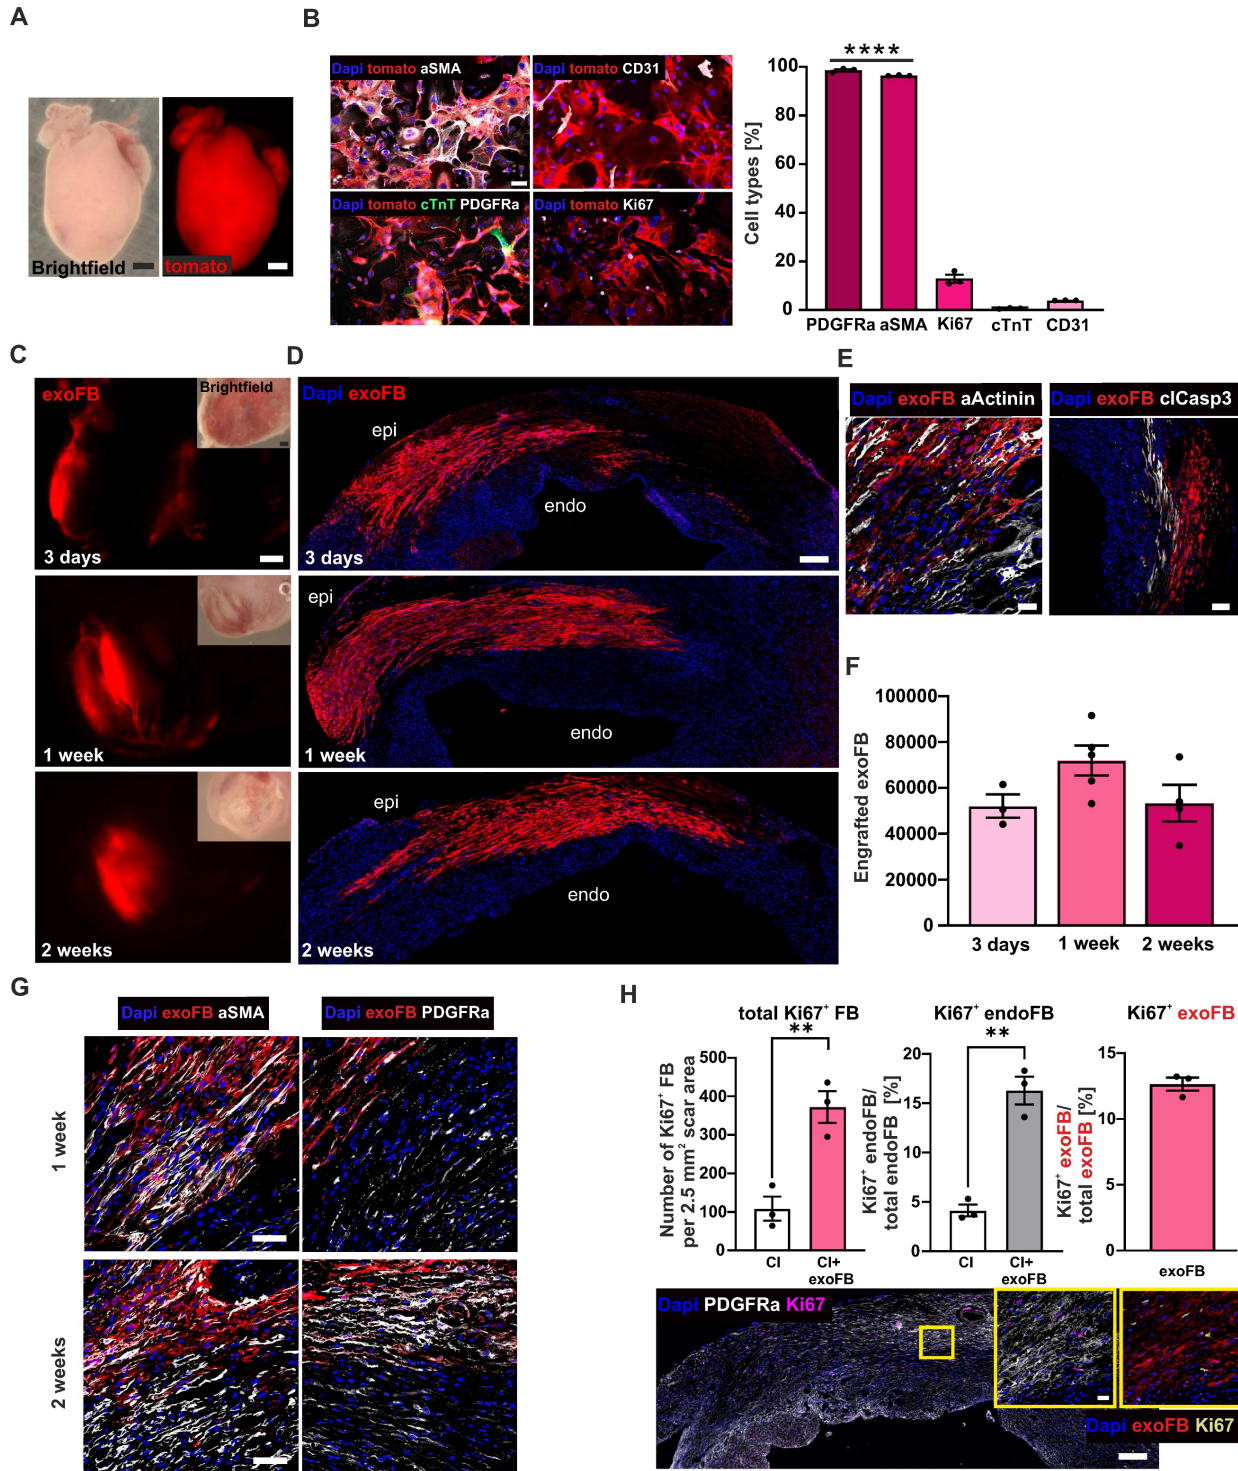 A
Brightfield
tomato
B
Dapi tomato aSMA
Dapi tomato CD31
Dapi tomato cTnT PDGFRa
Dapi tomato Ki67
****
Cell types [%]
100
80
60
40
20
0
PDGFRa aSMA Ki67 cTnT CD31
C
exoFB
Brightfield
3 days
1 week
2 weeks
D
Dapi exoFB
epi
endo
3 days
epi
endo
1 week
epi
endo
2 weeks
E
Dapi exoFB aActinin
Dapi exoFB clCasp3
F
Engrafted exoFB
100000
80000
60000
40000
20000
0
3 days 1 week 2 weeks
G
Dapi exoFB aSMA
Dapi exoFB PDGFRa
1 week
2 weeks
H
total Ki67⁺ FB
**
Number of Ki67⁺ FB
per 2.5 mm² scar area
500
400
300
200
100
0
CI CI+
exoFB
Ki67⁺ endoFB
**
Ki67⁺ endoFB/
total endoFB [%]
20
15
10
5
0
CI CI+
exoFB
Ki67⁺ exoFB
Ki67⁺ exoFB/
total exoFB [%]
15
10
5
0
exoFB
Dapi PDGFRa Ki67
Dapi exoFB Ki67